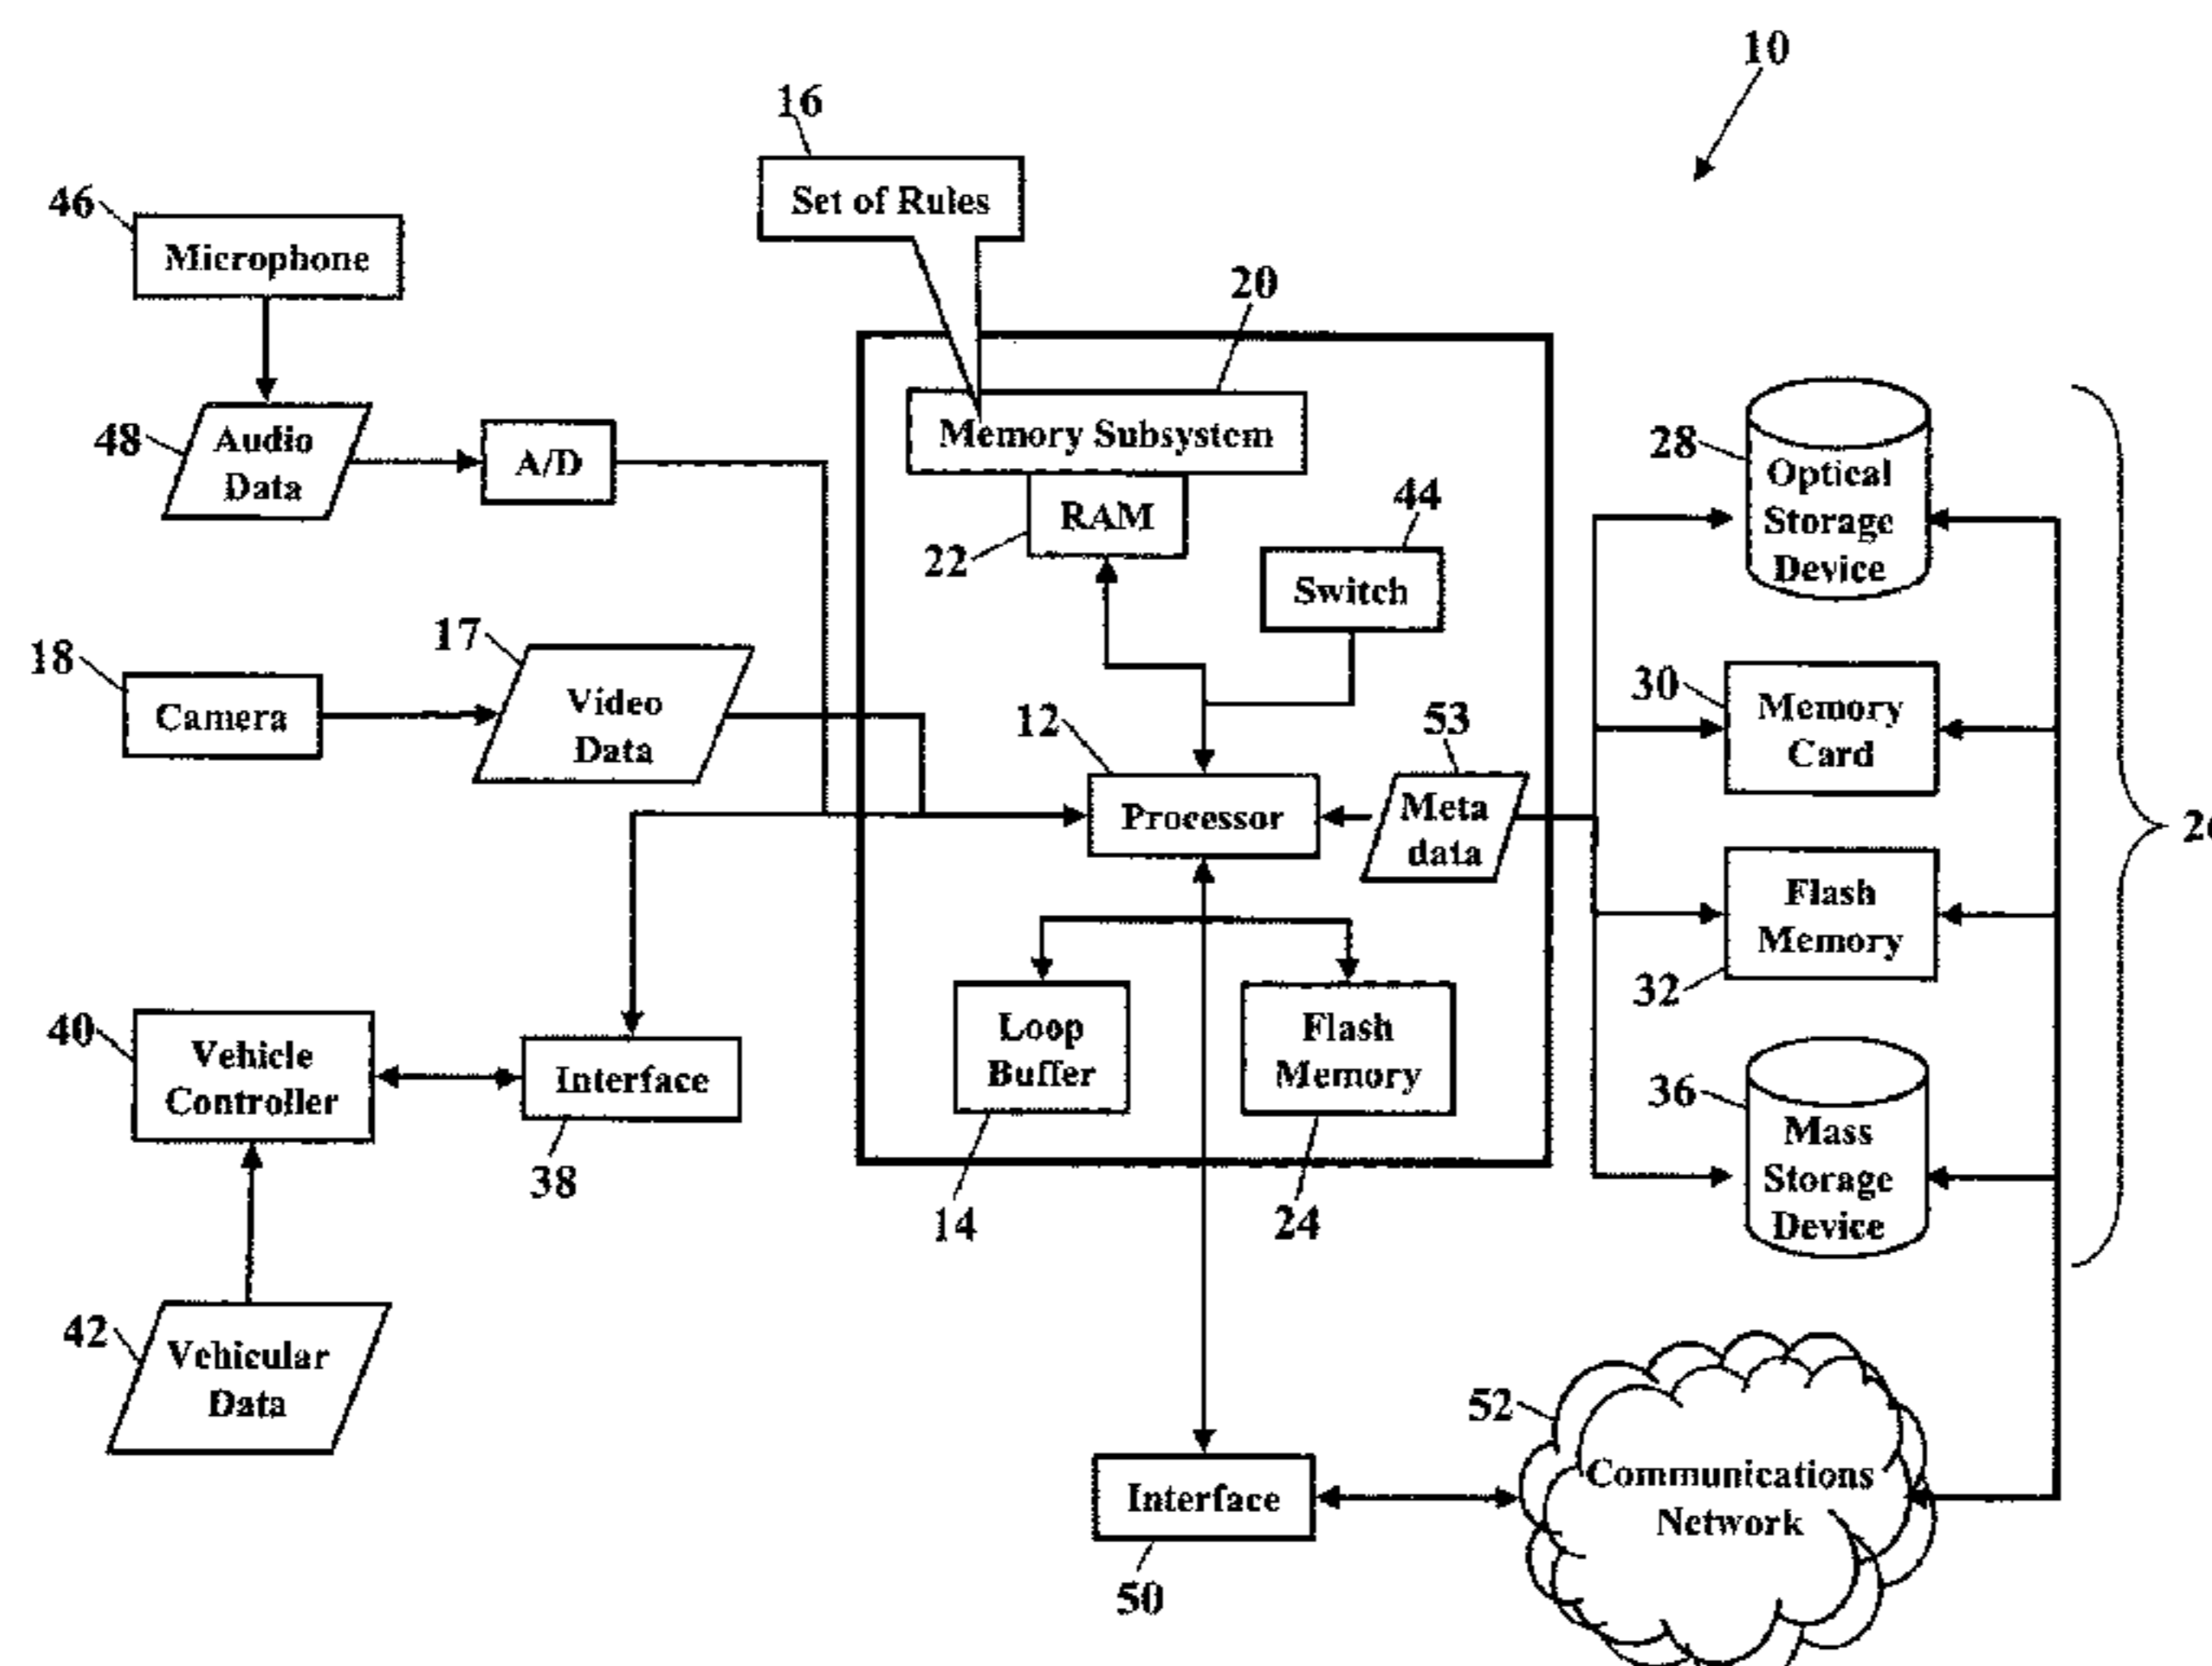 10
16
Set of Rules
46
Microphone
20
48
Audio
Data
A/D
Memory Subsystem
RAM
22
44
Switch
28
Optical
Storage
Device
18
Camera
17
Video
Data
12
Processor
53
Meta
data
30
Memory
Card
Flash
Memory
32
40
Vehicle
Controller
Interface
38
Loop
Buffer
14
Flash
Memory
24
36
Mass
Storage
Device
42
Vehicular
Data
Interface
50
52
Communications
Network